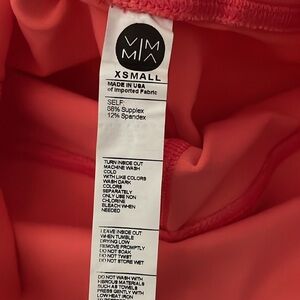 VIM
MIA
XSMALL
MADE IN USA
of Imported Fabric
SELF:
88% Supplex
12% Spandex
TURN INSIDE OUT
MACHINE WASH
COLD
WITH LIKE COLORS
WASH DARK
COLORS
SEPARATELY
ONLY USE NON
CHLORINE
BLEACH WHEN
NEEDED
LEAVE INSIDE OUT
WHEN TUMBLE
DRYING LOW
REMOVE PROMPTLY
DO NOT SOAK
DO NOT TWIST
DO NOT STORE WET
DO NOT WASH WITH
FIBROUS MATERIALS
SUCH AS TOWELS
PRESS GENTLY WITH
LOW HEAT IRON